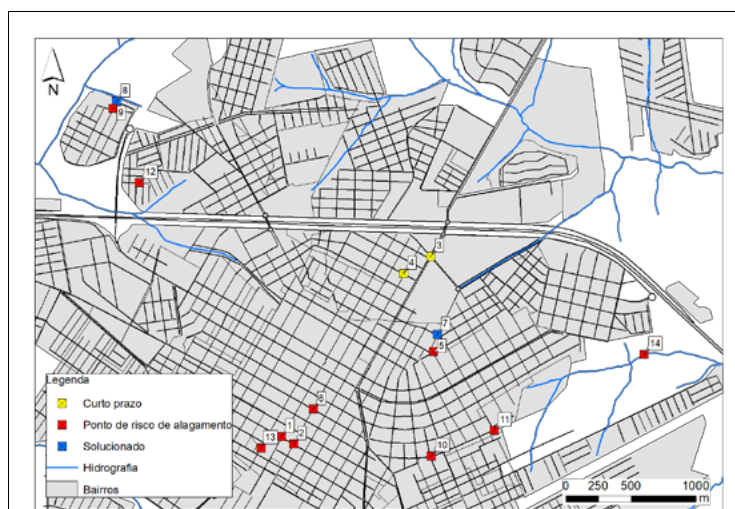 N
8
9
12
3
4
7
5
14
6
11
1
2
13
10
Legenda
Curto prazo
Ponto de risco de alagamento
Solucionado
Hidrografia
Bairros
0 250 500 1000
m